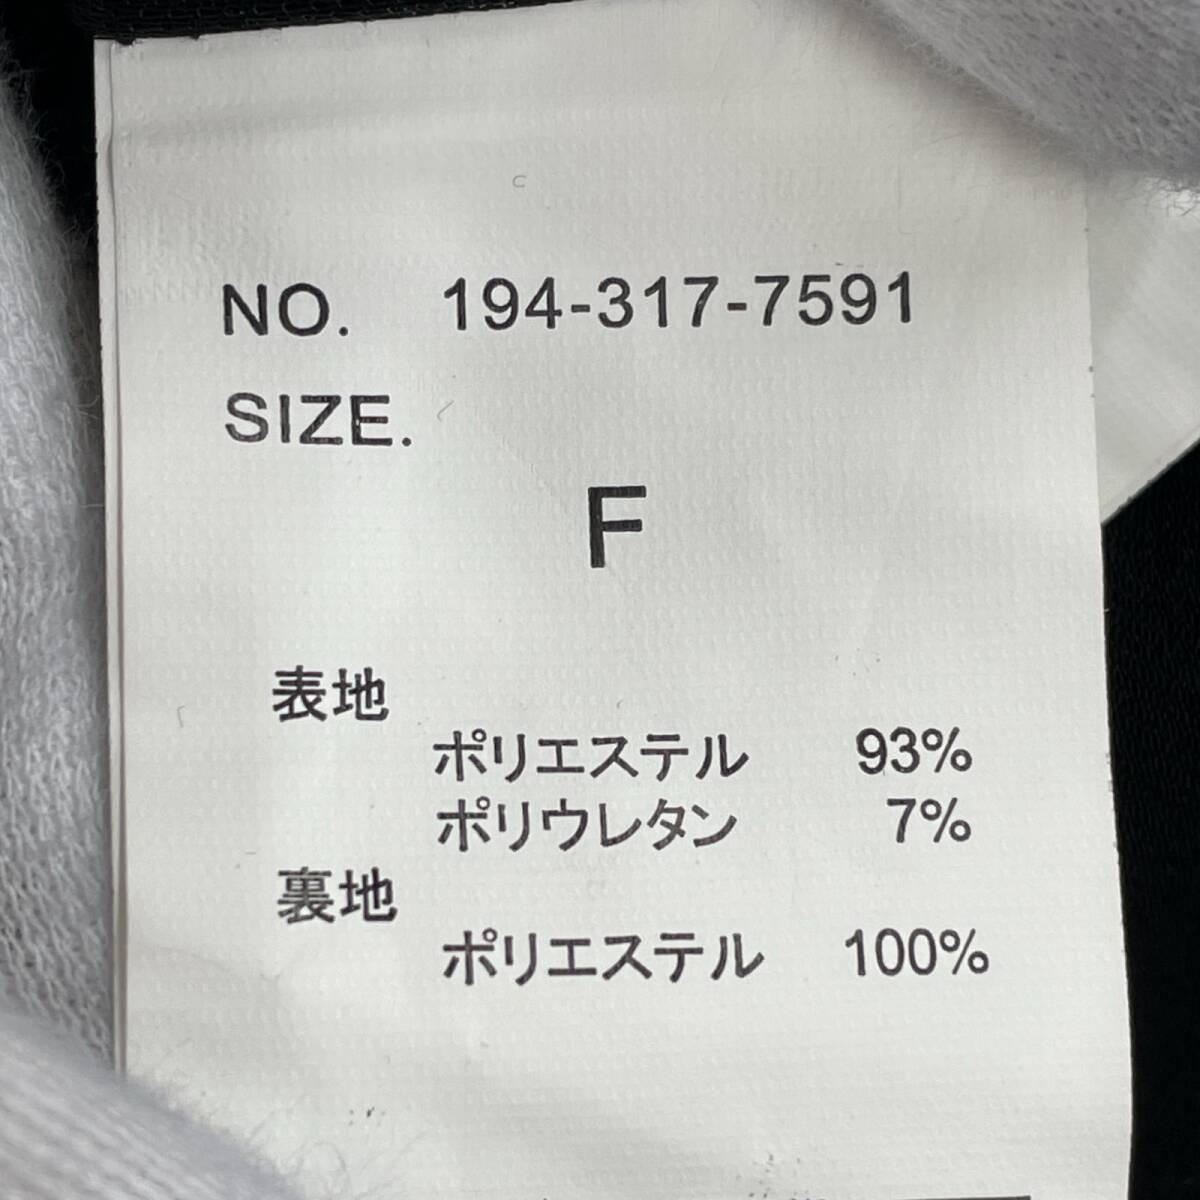 NO. 194-317-7591
SIZE.
F
表地
ポリエステル 93%
ポリウレタン 7%
裏地
ポリエステル 100%